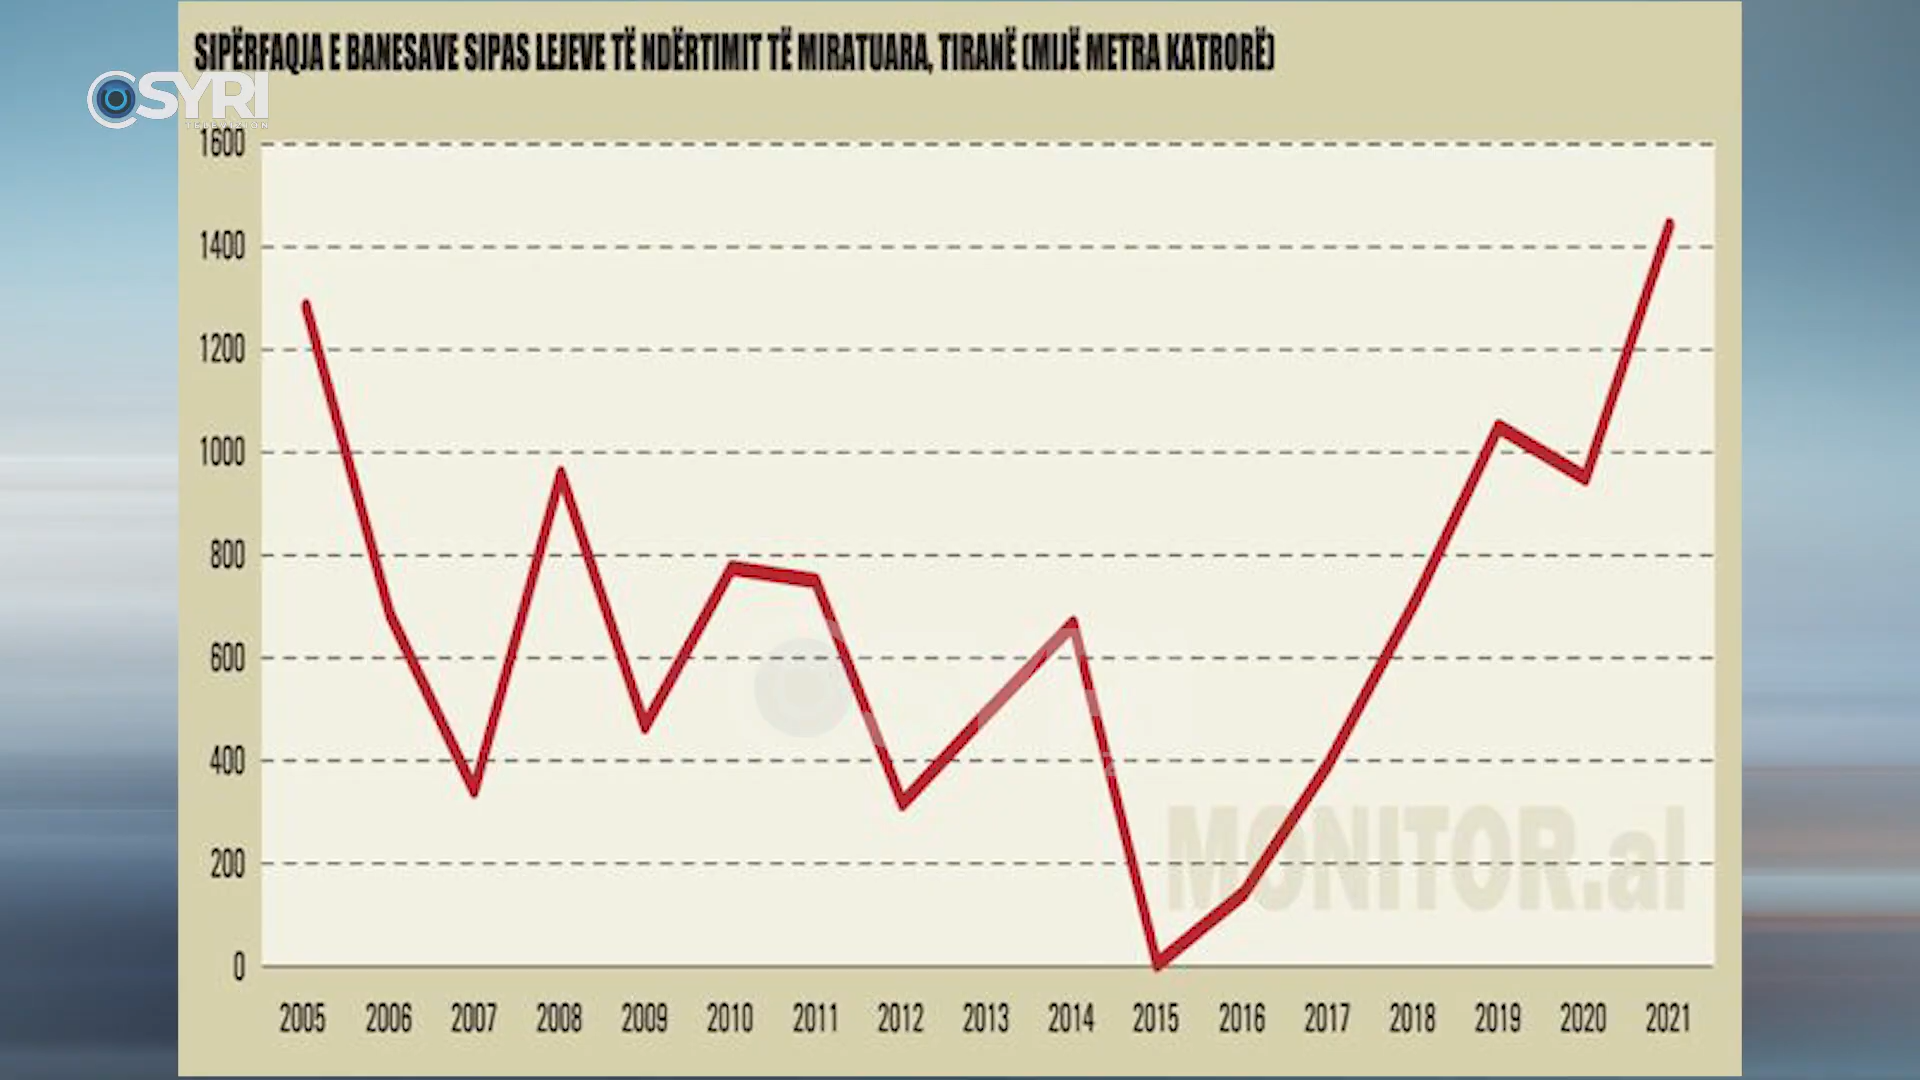 SIPËRFAQJA E BANESAVE SIPAS LEJEVE TË NDËRTIMIT TË MIRATUARA, TIRANË (MIJË METRA KATRORË)
SYRI
TELEVISION
1600
1400
1200
1000
800
600
400
200
0
MONITOR.al
2005 2006 2007 2008 2009 2010 2011 2012 2013 2014 2015 2016 2017 2018 2019 2020 2021